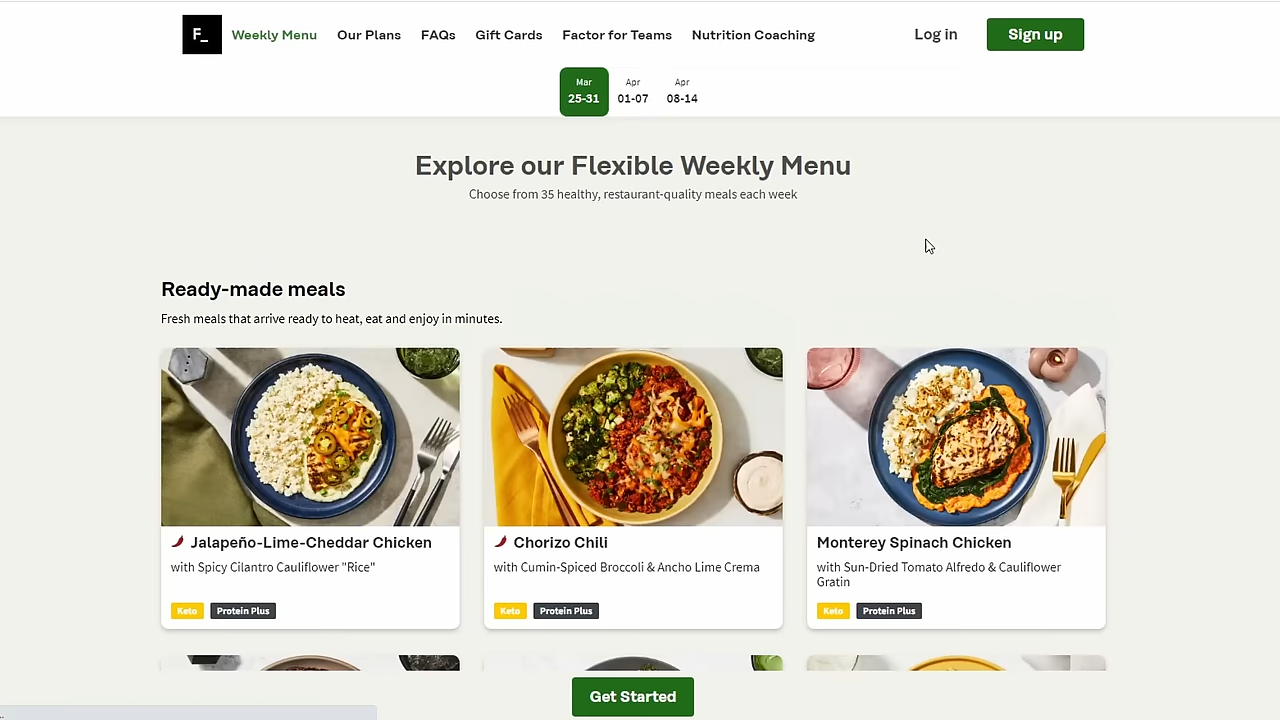 F_
Weekly Menu
Our Plans
FAQs
Gift Cards
Factor for Teams
Nutrition Coaching
Log in
Sign up
Mar
25-31
Apr
01-07
Apr
08-14
Explore our Flexible Weekly Menu
Choose from 35 healthy, restaurant-quality meals each week
Ready-made meals
Fresh meals that arrive ready to heat, eat and enjoy in minutes.
Jalapeño-Lime-Cheddar Chicken
with Spicy Cilantro Cauliflower "Rice"
Keto
Protein Plus
Chorizo Chili
with Cumin-Spiced Broccoli & Ancho Lime Crema
Keto
Protein Plus
Monterey Spinach Chicken
with Sun-Dried Tomato Alfredo & Cauliflower
Gratin
Keto
Protein Plus
Get Started